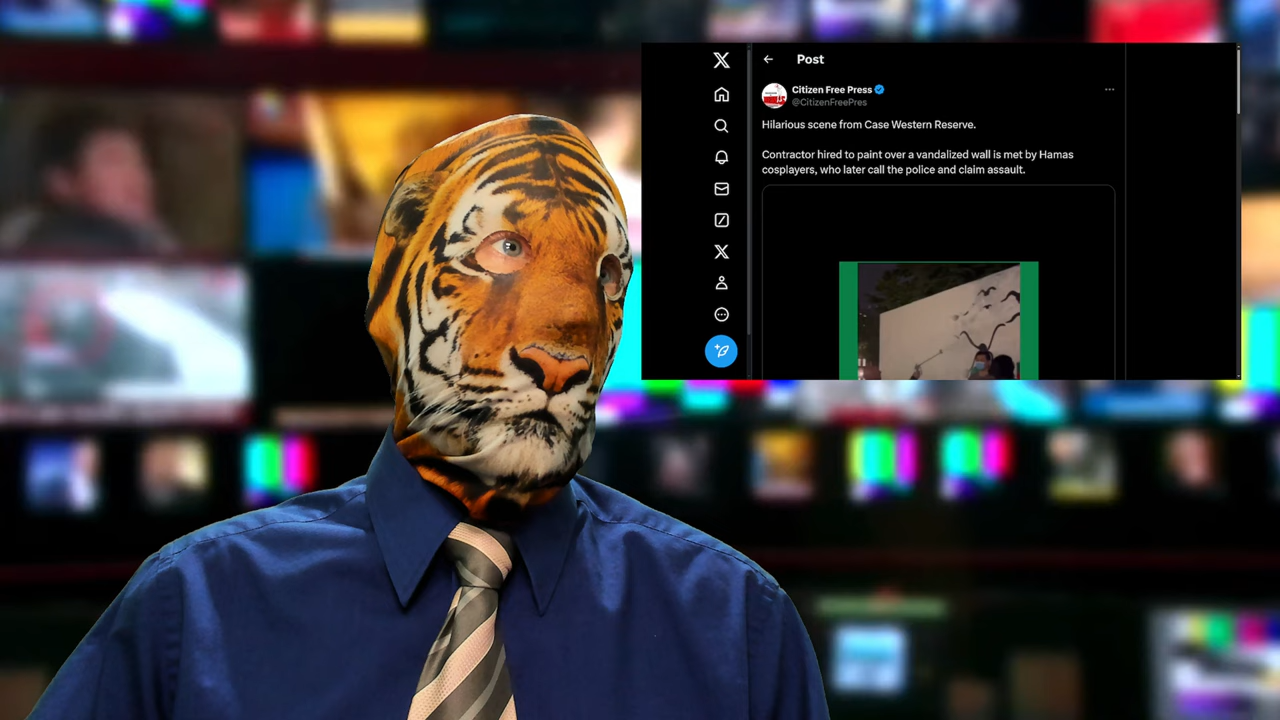 Post
Citizen Free Press
@CitizenFreePres
Hilarious scene from Case Western Reserve.
Contractor hired to paint over a vandalized wall is met by Hamas
cosplayers, who later call the police and claim assault.